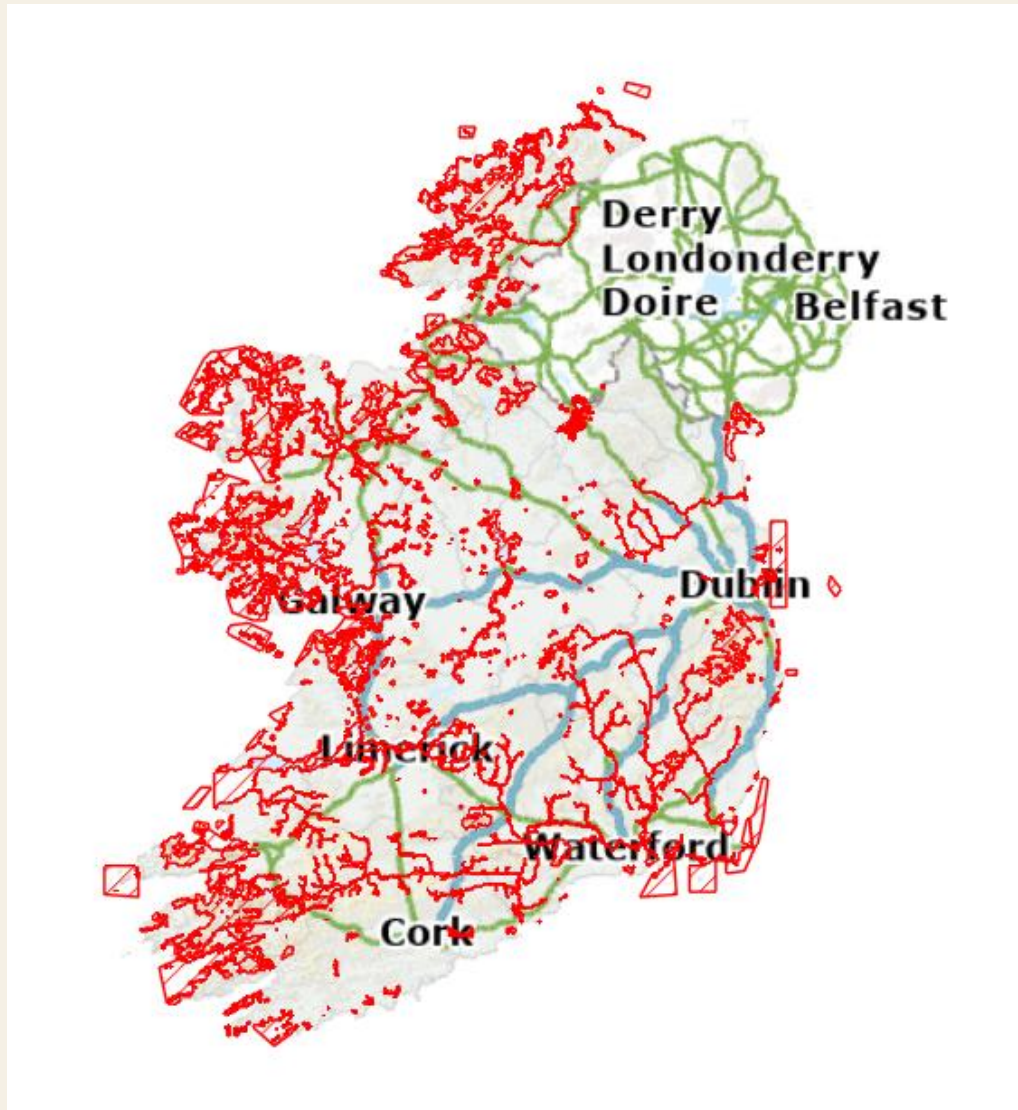 Derry
Londonderry
Doire
Belfast
Dublin
Galway
Limerick
Waterford
Cork